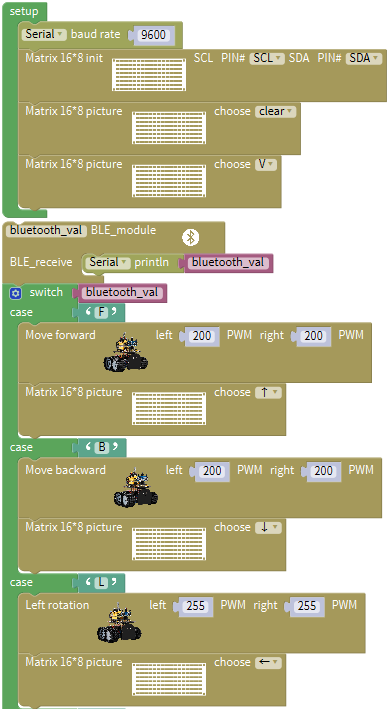 setup
Serial baud rate 9600
Matrix 16*8 init SCL PIN# SCL SDA PIN# SDA
Matrix 16*8 picture choose clear
Matrix 16*8 picture choose V
bluetooth_val BLE_module
BLE_receive Serial println bluetooth_val
switch bluetooth_val
case “ F ”
Move forward left 200 PWM right 200 PWM
Matrix 16*8 picture choose ↑
case “ B ”
Move backward left 200 PWM right 200 PWM
Matrix 16*8 picture choose ↓
case “ L ”
Left rotation left 255 PWM right 255 PWM
Matrix 16*8 picture choose ←